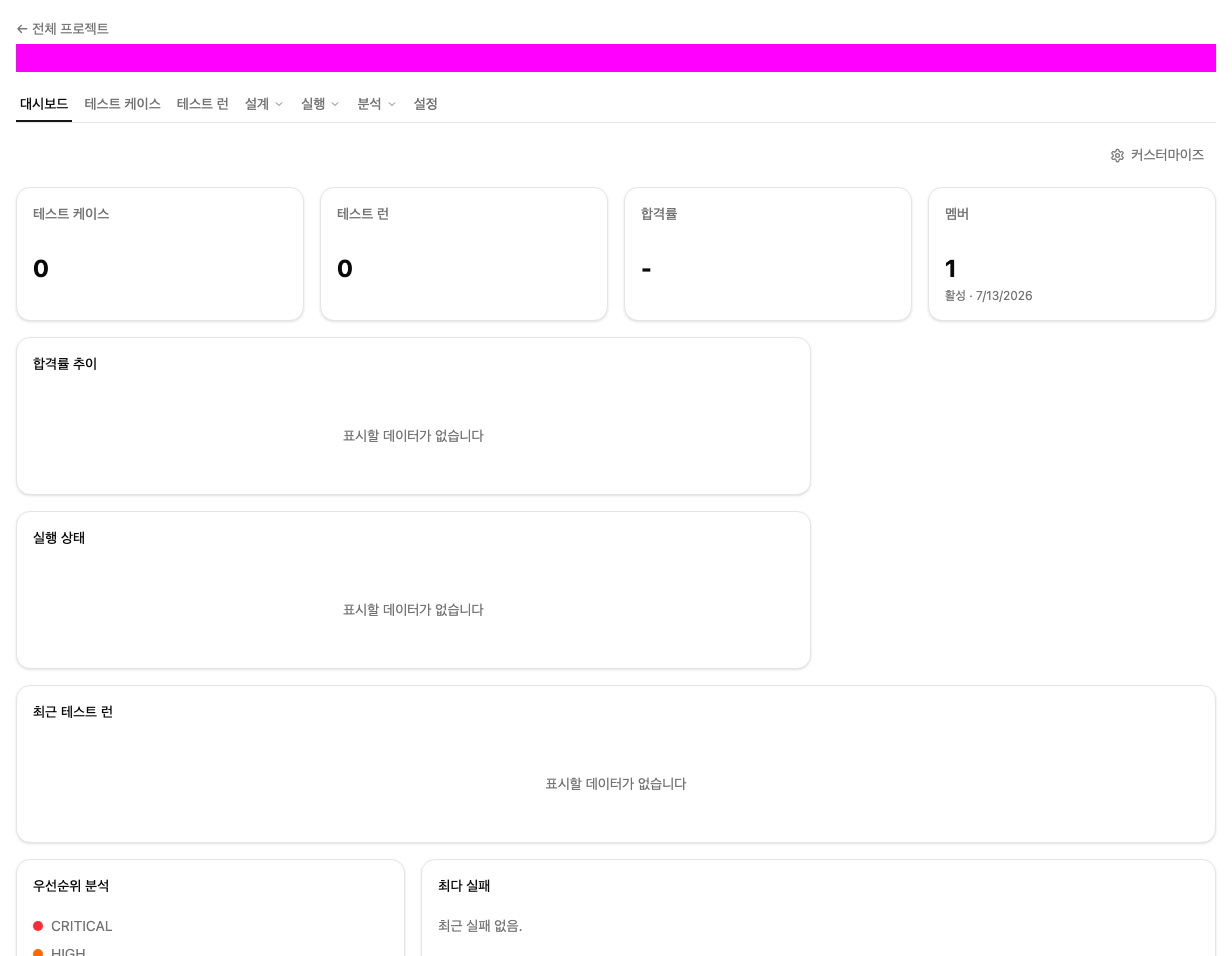 ← 전체 프로젝트
대시보드 테스트 케이스 테스트 런 설계 실행 분석 설정
커스터마이즈
테스트 케이스
0
테스트 런
0
합격률
-
멤버
1
활성 · 7/13/2026
합격률 추이
표시할 데이터가 없습니다
실행 상태
표시할 데이터가 없습니다
최근 테스트 런
표시할 데이터가 없습니다
우선순위 분석
CRITICAL
HIGH
최다 실패
최근 실패 없음.